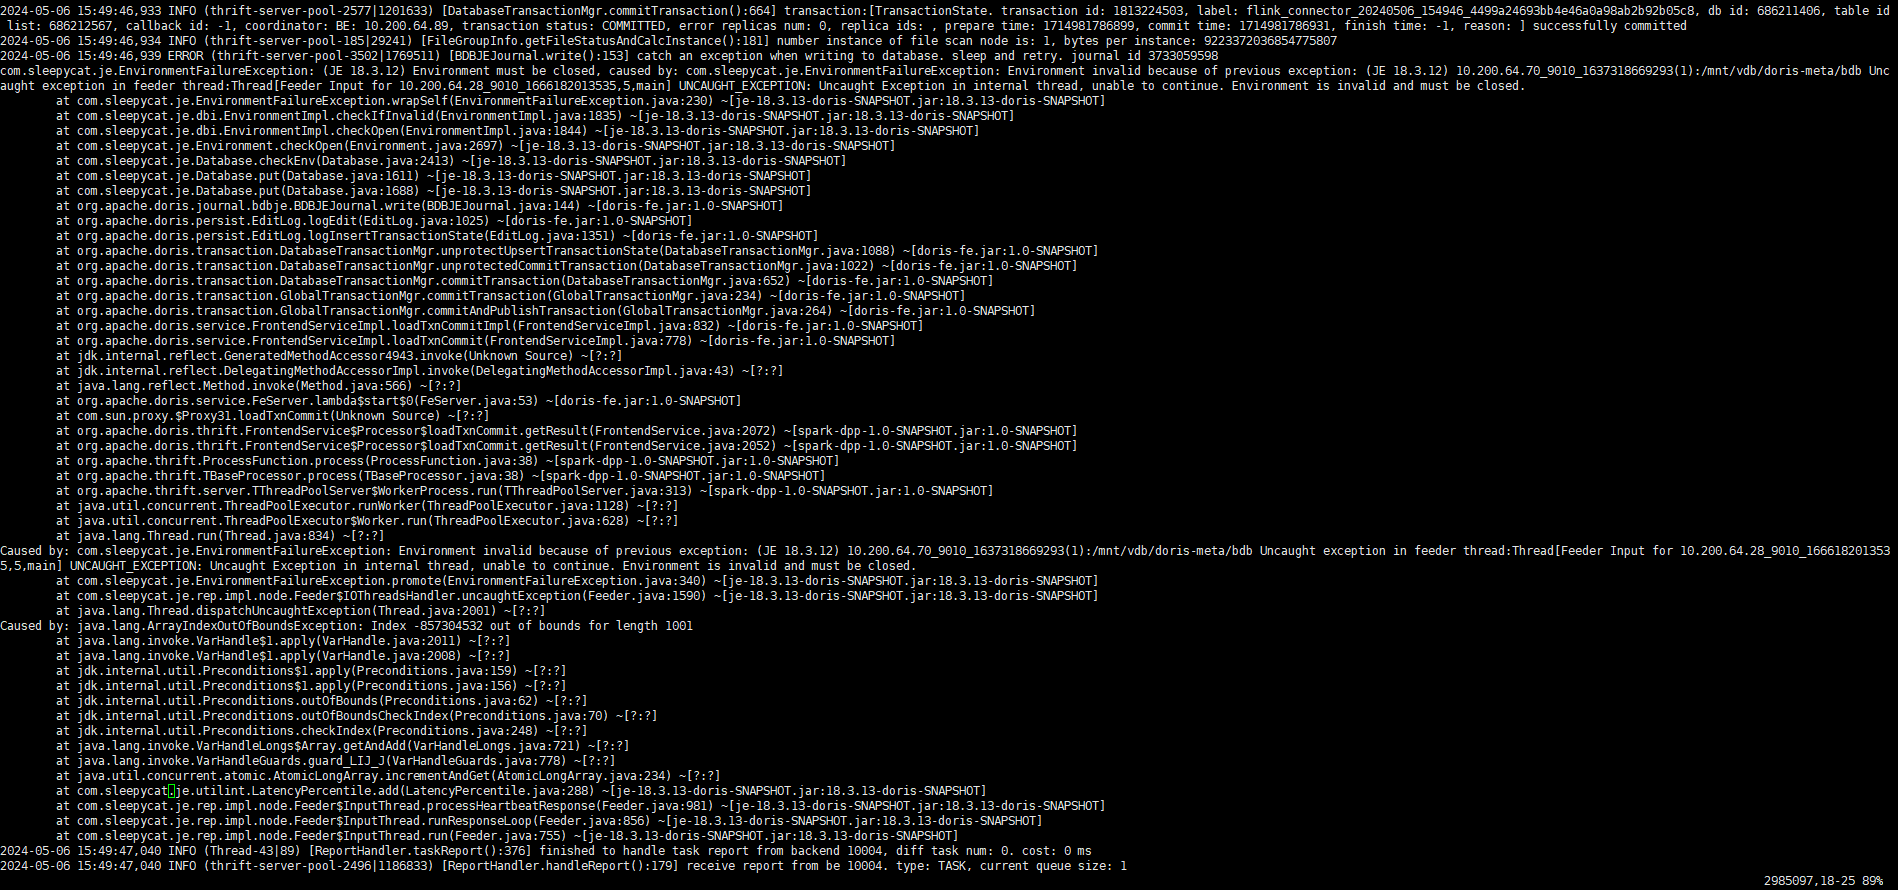 2024-05-06 15:49:46,933 INFO (thrift-server-pool-2577|1201633) [DatabaseTransactionMgr.commitTransaction():664] transaction:[TransactionState. transaction id: 1813224503, label: flink_connector_20240506_154946_4499a24693bb4e46a0a98ab2b92b05c8, db id: 686211406, table id
 list: 686212567, callback id: -1, coordinator: BE: 10.200.64.89, transaction status: COMMITTED, error replicas num: 0, replica ids: , prepare time: 1714981786899, commit time: 1714981786931, finish time: -1, reason: ] successfully committed
2024-05-06 15:49:46,934 INFO (thrift-server-pool-185|29241) [FileGroupInfo.getFileStatusAndCalcInstance():181] number instance of file scan node is: 1, bytes per instance: 9223372036854775807
2024-05-06 15:49:46,939 ERROR (thrift-server-pool-3502|1769511) [BDBJEJournal.write():153] catch an exception when writing to database. sleep and retry. journal id 3733059598
com.sleepycat.je.EnvironmentFailureException: (JE 18.3.12) Environment must be closed, caused by: com.sleepycat.je.EnvironmentFailureException: Environment invalid because of previous exception: (JE 18.3.12) 10.200.64.70_9010_1637318669293(1):/mnt/vdb/doris-meta/bdb Unc
aught exception in feeder thread:Thread[Feeder Input for 10.200.64.28_9010_1666182013535,5,main] UNCAUGHT_EXCEPTION: Uncaught Exception in internal thread, unable to continue. Environment is invalid and must be closed.
        at com.sleepycat.je.EnvironmentFailureException.wrapSelf(EnvironmentFailureException.java:230) ~[je-18.3.13-doris-SNAPSHOT.jar:18.3.13-doris-SNAPSHOT]
        at com.sleepycat.je.dbi.EnvironmentImpl.checkIfInvalid(EnvironmentImpl.java:1835) ~[je-18.3.13-doris-SNAPSHOT.jar:18.3.13-doris-SNAPSHOT]
        at com.sleepycat.je.dbi.EnvironmentImpl.checkOpen(EnvironmentImpl.java:1844) ~[je-18.3.13-doris-SNAPSHOT.jar:18.3.13-doris-SNAPSHOT]
        at com.sleepycat.je.Environment.checkOpen(Environment.java:2697) ~[je-18.3.13-doris-SNAPSHOT.jar:18.3.13-doris-SNAPSHOT]
        at com.sleepycat.je.Database.checkEnv(Database.java:2413) ~[je-18.3.13-doris-SNAPSHOT.jar:18.3.13-doris-SNAPSHOT]
        at com.sleepycat.je.Database.put(Database.java:1611) ~[je-18.3.13-doris-SNAPSHOT.jar:18.3.13-doris-SNAPSHOT]
        at com.sleepycat.je.Database.put(Database.java:1688) ~[je-18.3.13-doris-SNAPSHOT.jar:18.3.13-doris-SNAPSHOT]
        at org.apache.doris.journal.bdbje.BDBJEJournal.write(BDBJEJournal.java:144) ~[doris-fe.jar:1.0-SNAPSHOT]
        at org.apache.doris.persist.EditLog.logEdit(EditLog.java:1025) ~[doris-fe.jar:1.0-SNAPSHOT]
        at org.apache.doris.persist.EditLog.logInsertTransactionState(EditLog.java:1351) ~[doris-fe.jar:1.0-SNAPSHOT]
        at org.apache.doris.transaction.DatabaseTransactionMgr.unprotectUpsertTransactionState(DatabaseTransactionMgr.java:1088) ~[doris-fe.jar:1.0-SNAPSHOT]
        at org.apache.doris.transaction.DatabaseTransactionMgr.unprotectedCommitTransaction(DatabaseTransactionMgr.java:1022) ~[doris-fe.jar:1.0-SNAPSHOT]
        at org.apache.doris.transaction.DatabaseTransactionMgr.commitTransaction(DatabaseTransactionMgr.java:652) ~[doris-fe.jar:1.0-SNAPSHOT]
        at org.apache.doris.transaction.GlobalTransactionMgr.commitTransaction(GlobalTransactionMgr.java:234) ~[doris-fe.jar:1.0-SNAPSHOT]
        at org.apache.doris.transaction.GlobalTransactionMgr.commitAndPublishTransaction(GlobalTransactionMgr.java:264) ~[doris-fe.jar:1.0-SNAPSHOT]
        at org.apache.doris.service.FrontendServiceImpl.loadTxnCommitImpl(FrontendServiceImpl.java:832) ~[doris-fe.jar:1.0-SNAPSHOT]
        at org.apache.doris.service.FrontendServiceImpl.loadTxnCommit(FrontendServiceImpl.java:778) ~[doris-fe.jar:1.0-SNAPSHOT]
        at jdk.internal.reflect.GeneratedMethodAccessor4943.invoke(Unknown Source) ~[?:?]
        at jdk.internal.reflect.DelegatingMethodAccessorImpl.invoke(DelegatingMethodAccessorImpl.java:43) ~[?:?]
        at java.lang.reflect.Method.invoke(Method.java:566) ~[?:?]
        at org.apache.doris.service.FeServer.lambda$start$0(FeServer.java:53) ~[doris-fe.jar:1.0-SNAPSHOT]
        at com.sun.proxy.$Proxy31.loadTxnCommit(Unknown Source) ~[?:?]
        at org.apache.doris.thrift.FrontendService$Processor$loadTxnCommit.getResult(FrontendService.java:2072) ~[spark-dpp-1.0-SNAPSHOT.jar:1.0-SNAPSHOT]
        at org.apache.doris.thrift.FrontendService$Processor$loadTxnCommit.getResult(FrontendService.java:2052) ~[spark-dpp-1.0-SNAPSHOT.jar:1.0-SNAPSHOT]
        at org.apache.thrift.ProcessFunction.process(ProcessFunction.java:38) ~[spark-dpp-1.0-SNAPSHOT.jar:1.0-SNAPSHOT]
        at org.apache.thrift.TBaseProcessor.process(TBaseProcessor.java:38) ~[spark-dpp-1.0-SNAPSHOT.jar:1.0-SNAPSHOT]
        at org.apache.thrift.server.TThreadPoolServer$WorkerProcess.run(TThreadPoolServer.java:313) ~[spark-dpp-1.0-SNAPSHOT.jar:1.0-SNAPSHOT]
        at java.util.concurrent.ThreadPoolExecutor.runWorker(ThreadPoolExecutor.java:1128) ~[?:?]
        at java.util.concurrent.ThreadPoolExecutor$Worker.run(ThreadPoolExecutor.java:628) ~[?:?]
        at java.lang.Thread.run(Thread.java:834) ~[?:?]
Caused by: com.sleepycat.je.EnvironmentFailureException: Environment invalid because of previous exception: (JE 18.3.12) 10.200.64.70_9010_1637318669293(1):/mnt/vdb/doris-meta/bdb Uncaught exception in feeder thread:Thread[Feeder Input for 10.200.64.28_9010_166618201353
5,5,main] UNCAUGHT_EXCEPTION: Uncaught Exception in internal thread, unable to continue. Environment is invalid and must be closed.
        at com.sleepycat.je.EnvironmentFailureException.promote(EnvironmentFailureException.java:340) ~[je-18.3.13-doris-SNAPSHOT.jar:18.3.13-doris-SNAPSHOT]
        at com.sleepycat.je.rep.impl.node.Feeder$IOThreadsHandler.uncaughtException(Feeder.java:1590) ~[je-18.3.13-doris-SNAPSHOT.jar:18.3.13-doris-SNAPSHOT]
        at java.lang.Thread.dispatchUncaughtException(Thread.java:2001) ~[?:?]
Caused by: java.lang.ArrayIndexOutOfBoundsException: Index -857304532 out of bounds for length 1001
        at java.lang.invoke.VarHandle$1.apply(VarHandle.java:2011) ~[?:?]
        at java.lang.invoke.VarHandle$1.apply(VarHandle.java:2008) ~[?:?]
        at jdk.internal.util.Preconditions$1.apply(Preconditions.java:159) ~[?:?]
        at jdk.internal.util.Preconditions$1.apply(Preconditions.java:156) ~[?:?]
        at jdk.internal.util.Preconditions.outOfBounds(Preconditions.java:62) ~[?:?]
        at jdk.internal.util.Preconditions.outOfBoundsCheckIndex(Preconditions.java:70) ~[?:?]
        at jdk.internal.util.Preconditions.checkIndex(Preconditions.java:248) ~[?:?]
        at java.lang.invoke.VarHandleLongs$Array.getAndAdd(VarHandleLongs.java:721) ~[?:?]
        at java.lang.invoke.VarHandleGuards.guard_LIJ_J(VarHandleGuards.java:778) ~[?:?]
        at java.util.concurrent.atomic.AtomicLongArray.incrementAndGet(AtomicLongArray.java:234) ~[?:?]
        at com.sleepycat.je.utilint.LatencyPercentile.add(LatencyPercentile.java:288) ~[je-18.3.13-doris-SNAPSHOT.jar:18.3.13-doris-SNAPSHOT]
        at com.sleepycat.je.rep.impl.node.Feeder$InputThread.processHeartbeatResponse(Feeder.java:981) ~[je-18.3.13-doris-SNAPSHOT.jar:18.3.13-doris-SNAPSHOT]
        at com.sleepycat.je.rep.impl.node.Feeder$InputThread.runResponseLoop(Feeder.java:856) ~[je-18.3.13-doris-SNAPSHOT.jar:18.3.13-doris-SNAPSHOT]
        at com.sleepycat.je.rep.impl.node.Feeder$InputThread.run(Feeder.java:755) ~[je-18.3.13-doris-SNAPSHOT.jar:18.3.13-doris-SNAPSHOT]
2024-05-06 15:49:47,040 INFO (Thread-43|89) [ReportHandler.taskReport():376] finished to handle task report from backend 10004, diff task num: 0. cost: 0 ms
2024-05-06 15:49:47,040 INFO (thrift-server-pool-2496|1186833) [ReportHandler.handleReport():179] receive report from be 10004. type: TASK, current queue size: 1
2985097,18-25 89%